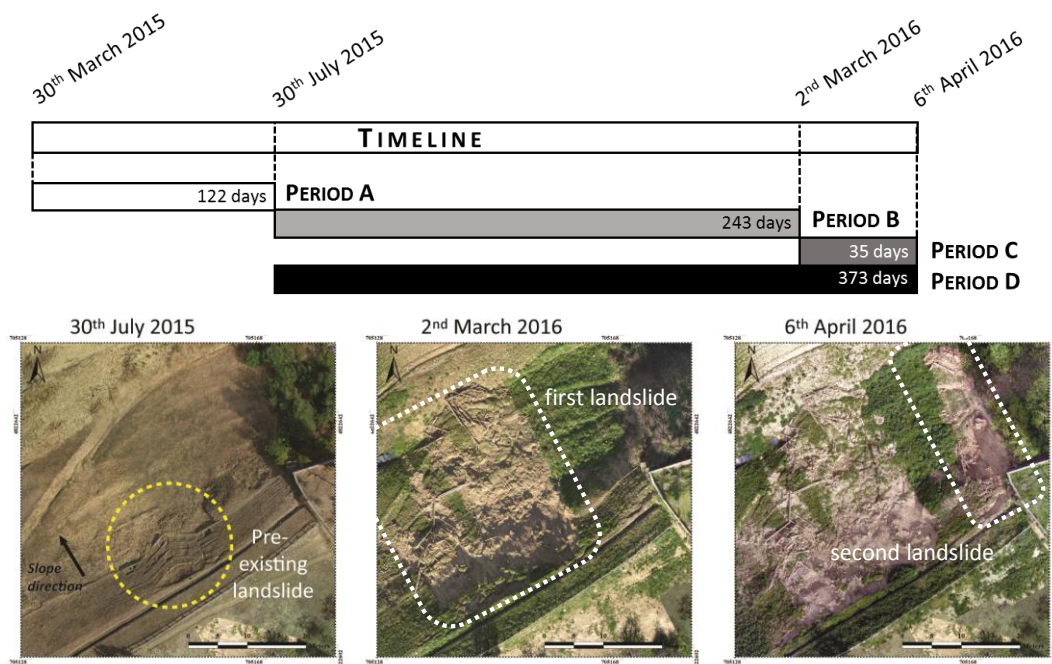 30th March 2015
30th July 2015
2nd March 2016
6th April 2016
TIMELINE
122 days
PERIOD A
243 days
PERIOD B
35 days
PERIOD C
373 days
PERIOD D
30th July 2015
2nd March 2016
6th April 2016
N
N
N
first landslide
Pre-
existing
landslide
Slope
direction
second landslide